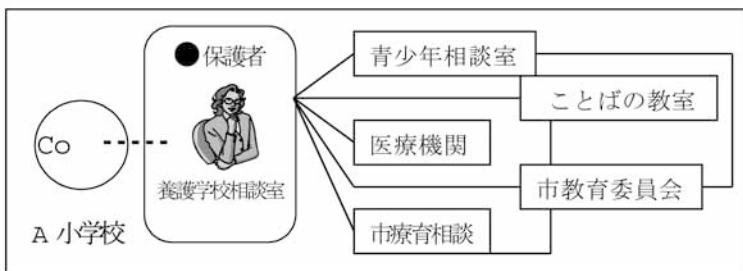 ●保護者
養護学校相談室
Co
A 小学校
青少年相談室
ことばの教室
医療機関
市教育委員会
市療育相談